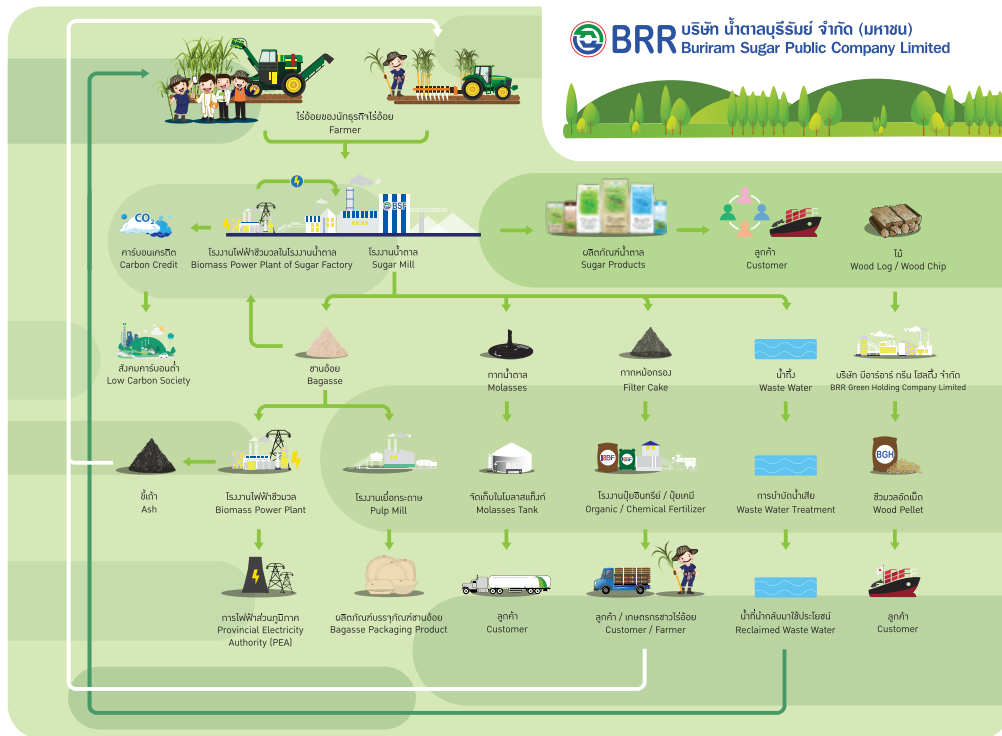 BRR
บริษัท น้ำตาลบุรีรัมย์ จำกัด (มหาชน)
Buriram Sugar Public Company Limited
ไร่อ้อยของนักธุรกิจไร่อ้อย
Farmer
BSF
CO2
คาร์บอนเครดิต
Carbon Credit
โรงงานไฟฟ้าชีวมวลในโรงงานน้ำตาล
Biomass Power Plant of Sugar Factory
โรงงานน้ำตาล
Sugar Mill
ผลิตภัณฑ์น้ำตาล
Sugar Products
ลูกค้า
Customer
ไม้
Wood Log / Wood Chip
สังคมคาร์บอนต่ำ
Low Carbon Society
ชานอ้อย
Bagasse
กากน้ำตาล
Molasses
กากหม้อกรอง
Filter Cake
น้ำทิ้ง
Waste Water
บริษัท บีอาร์อาร์ กรีน โฮลดิ้ง จำกัด
BRR Green Holding Company Limited
KBF
BGH
ขี้เถ้า
Ash
โรงงานไฟฟ้าชีวมวล
Biomass Power Plant
โรงงานเยื่อกระดาษ
Pulp Mill
จัดเก็บในโมลาสแท็งก์
Molasses Tank
โรงงานปุ๋ยอินทรีย์ / ปุ๋ยเคมี
Organic / Chemical Fertilizer
การบำบัดน้ำเสีย
Waste Water Treatment
ชีวมวลอัดเม็ด
Wood Pellet
การไฟฟ้าส่วนภูมิภาค
Provincial Electricity
Authority (PEA)
ผลิตภัณฑ์บรรจุภัณฑ์ชานอ้อย
Bagasse Packaging Product
ลูกค้า
Customer
ลูกค้า / เกษตรกรชาวไร่อ้อย
Customer / Farmer
น้ำที่นำกลับมาใช้ประโยชน์
Reclaimed Waste Water
ลูกค้า
Customer